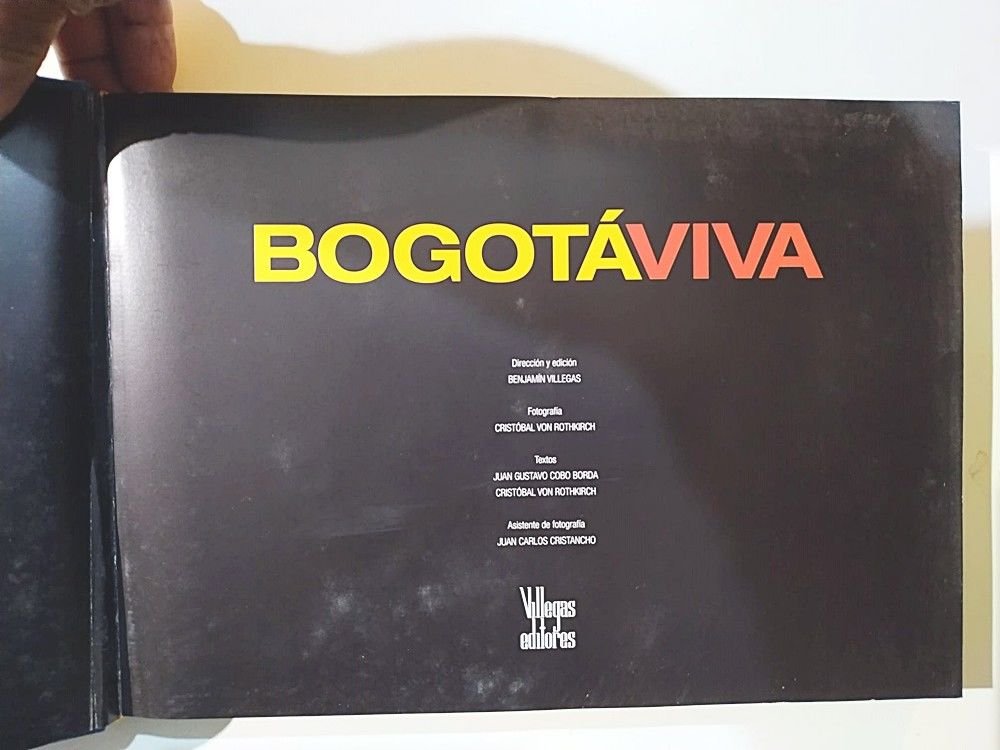 BOGOTÁVIVA
Dirección y edición
BENJAMÍN VILLEGAS
Fotografía
CRISTÓBAL VON ROTHKIRCH
Textos
JUAN GUSTAVO COBO BORDA
CRISTÓBAL VON ROTHKIRCH
Asistente de fotografía
JUAN CARLOS CRISTANCHO
Villegas
editores